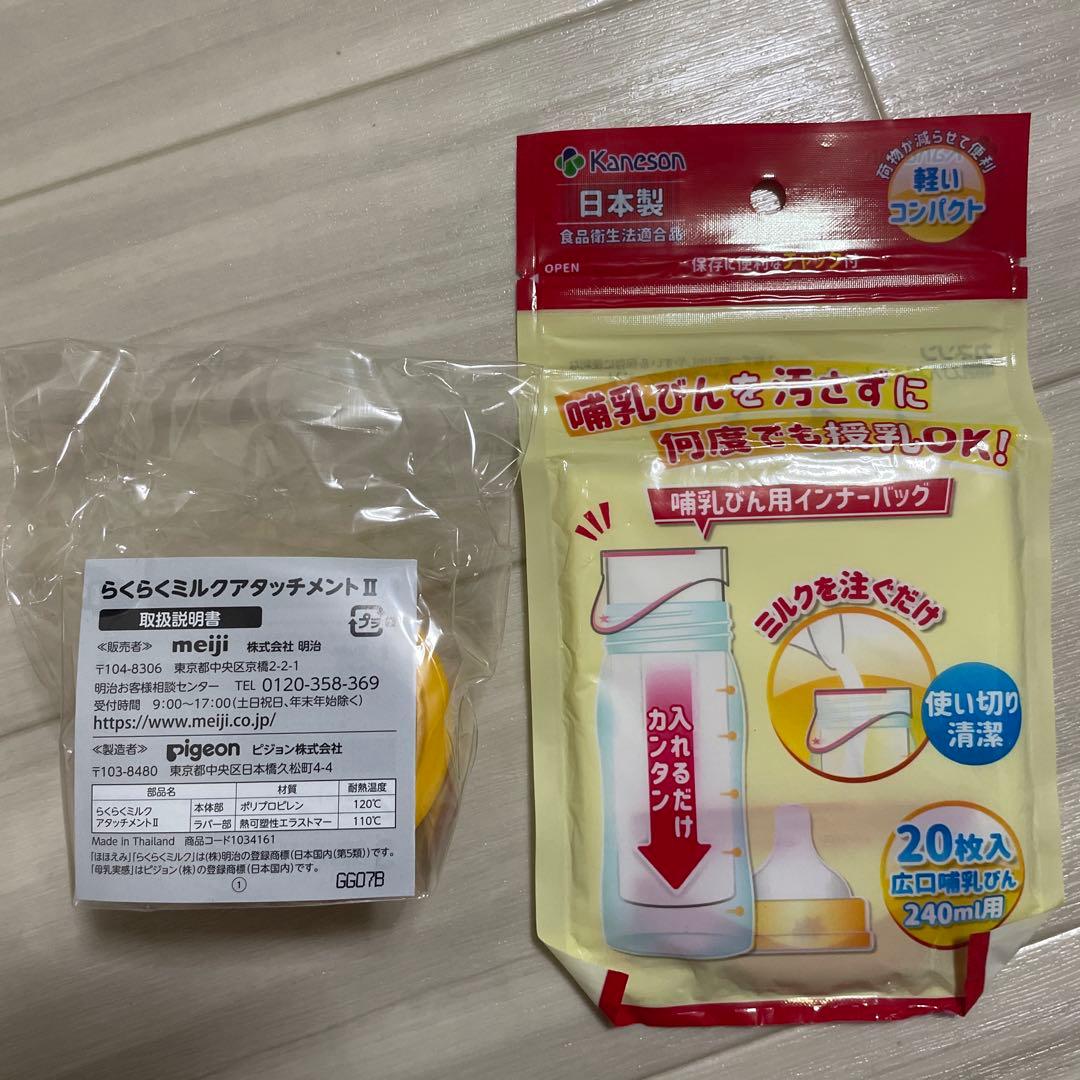 らくらくミルクアタッチメントⅡ
取扱説明書
プラ
≪販売者≫ meiji 株式会社 明治
〒104-8306 東京都中央区京橋2-2-1
明治お客様相談センター TEL 0120-358-369
受付時間 9:00〜17:00(土日祝日、年末年始除く)
https://www.meiji.co.jp/
≪製造者≫ pigeon ピジョン株式会社
〒103-8480 東京都中央区日本橋久松町4-4
部品名 材質 耐熱温度
らくらくミルク
アタッチメントⅡ
本体部 ポリプロピレン 120℃
ラバー部 熱可塑性エラストマー 110℃
Made in Thailand 商品コード1034161
「ほほえみ」「らくらくミルク」は(株)明治の登録商標(日本国内(第5類))です。
「母乳実感」はピジョン(株)の登録商標(日本国内)です。
① GG07B
Kaneson
日本製
食品衛生法適合品
荷物が減らせて便利
軽い
コンパクト
OPEN
保存に便利なチャック付
哺乳びんを汚さずに
何度でも授乳OK!
哺乳びん用インナーバッグ
ミルクを注ぐだけ
入れるだけ
カンタン
使い切り
清潔
20枚入
広口哺乳びん
240ml用